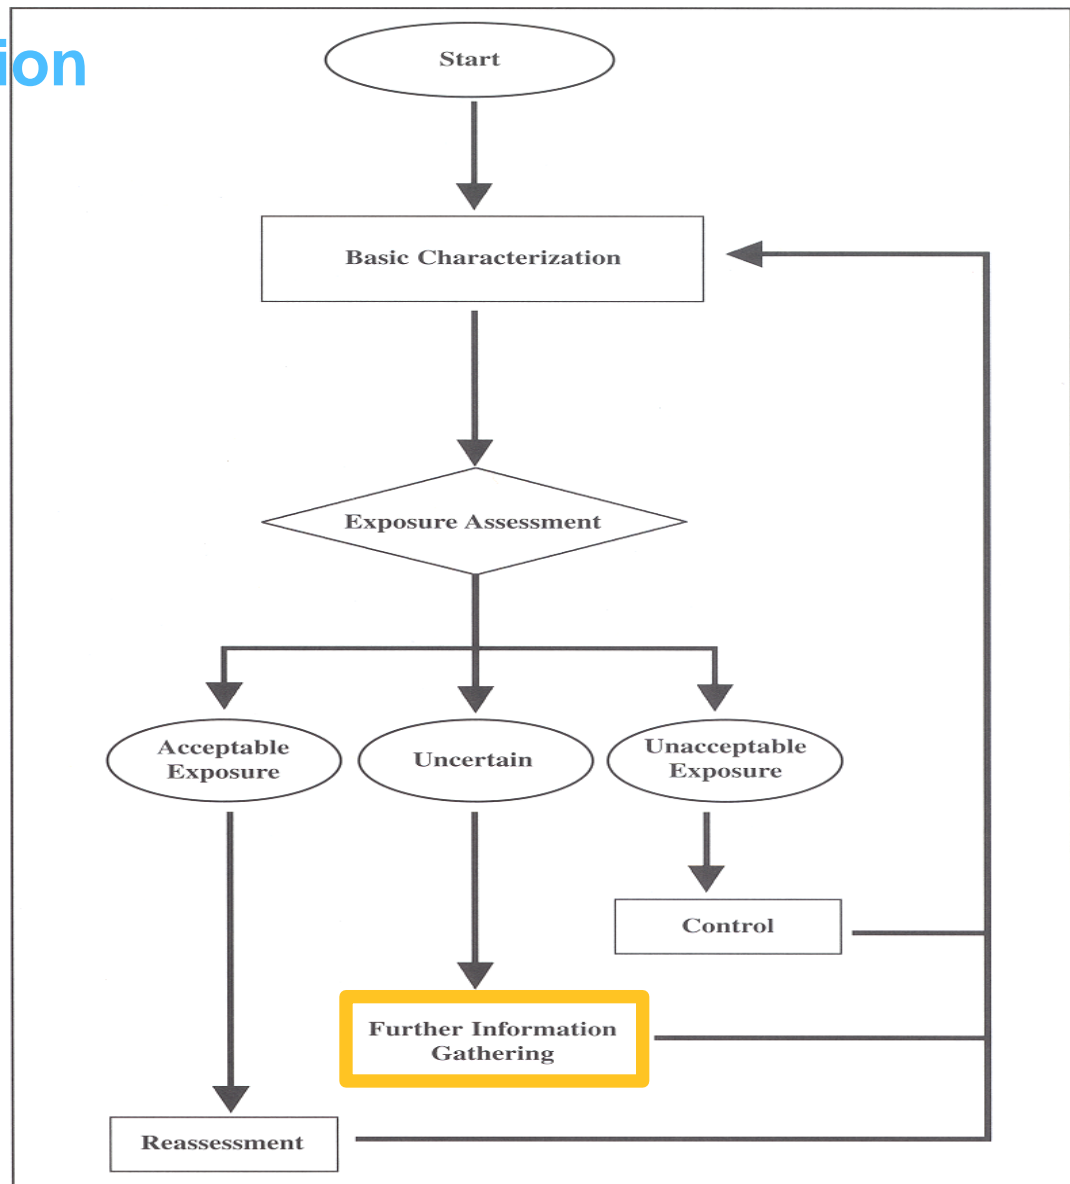 ion
Start
Basic Characterization
Exposure Assessment
Acceptable
Exposure
Uncertain
Unacceptable
Exposure
Control
Further Information
Gathering
Reassessment